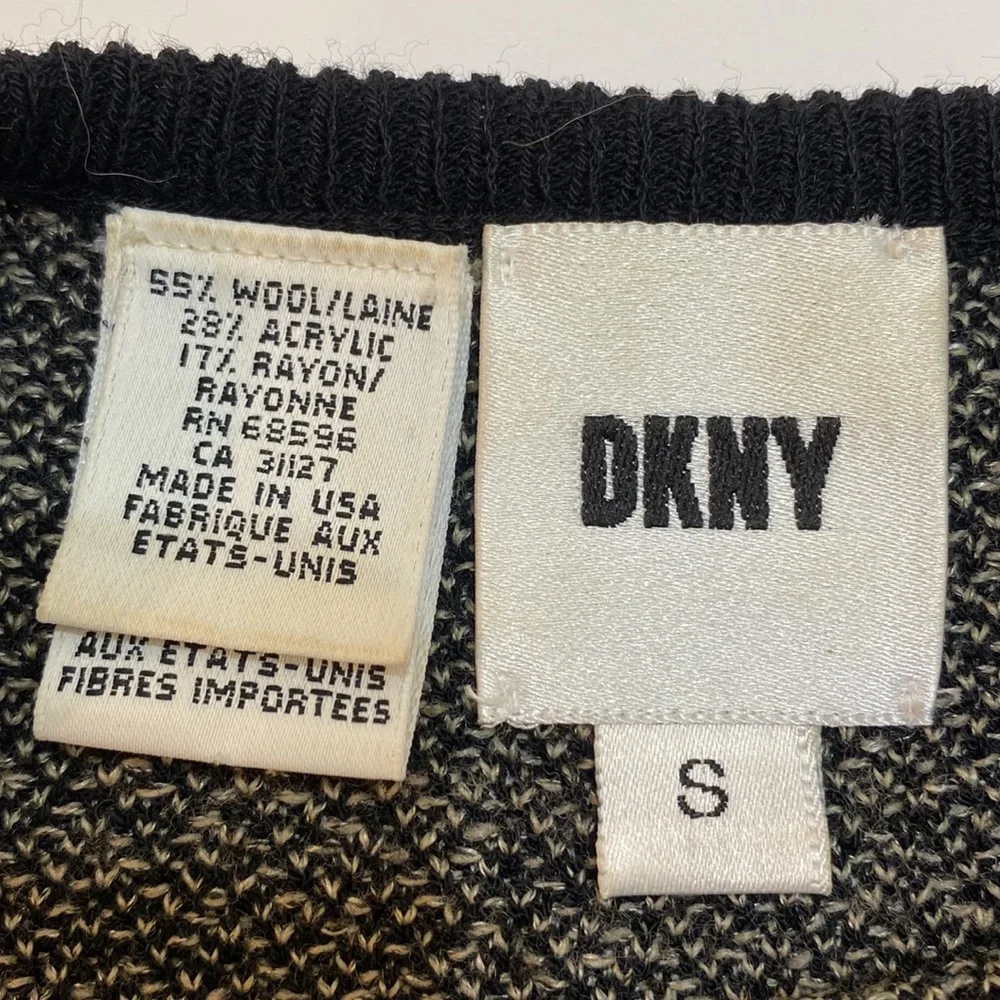 55% WOOL/LAINE
28% ACRYLIC
17% RAYON/
RAYONNE
RN 68596
CA 31127
MADE IN USA
FABRIQUE AUX
ETATS-UNIS
AUX ETATS-UNIS
FIBRES IMPORTEES
DKNY
S